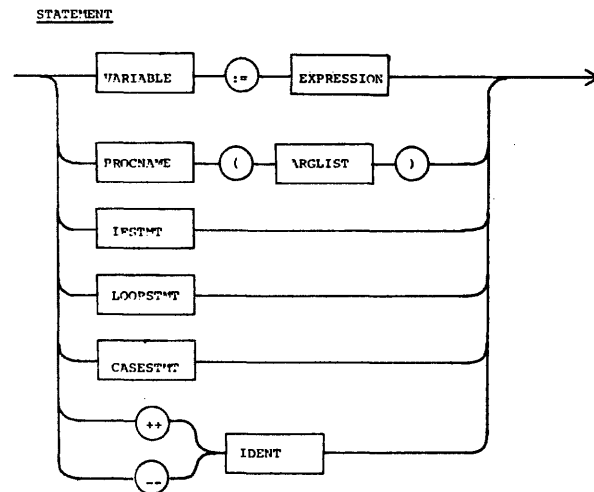 STATEMENT
VARIABLE := EXPRESSION
PROCNAME ( ARGLIST )
IFSTMT
LOOPSTMT
CASESTMT
++
IDENT
--